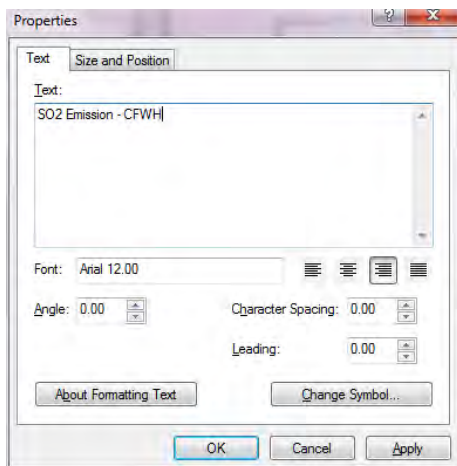 Properties
Text Size and Position
Text:
SO2 Emission - CFWH
Font: Arial 12.00
Angle: 0.00 Character Spacing: 0.00
Leading: 0.00
About Formatting Text Change Symbol...
OK Cancel Apply